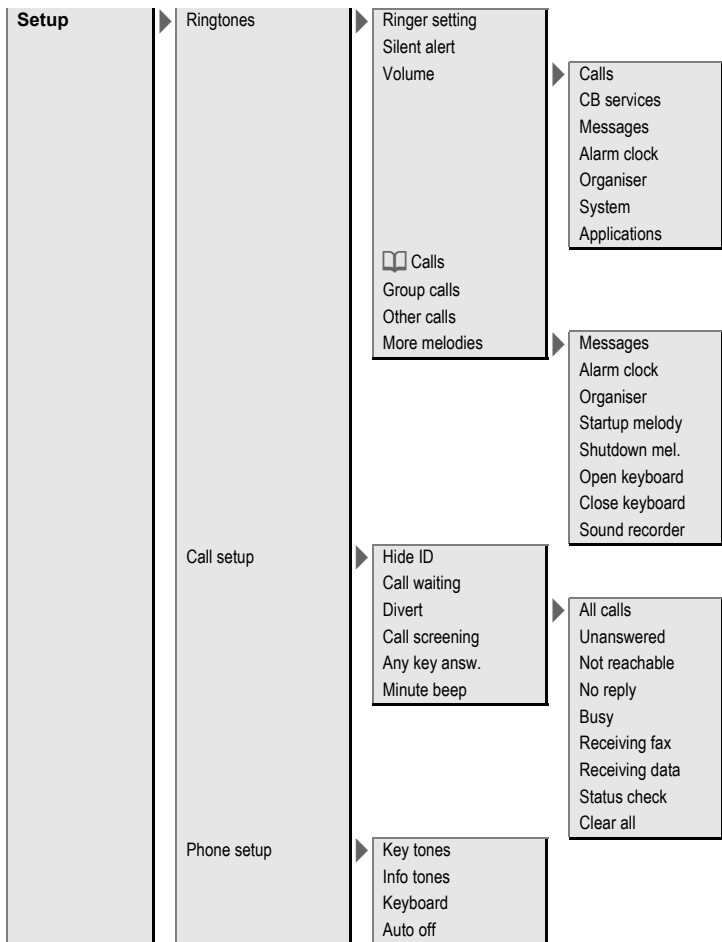 Setup
Ringtones
Ringer setting
Silent alert
Volume
Calls
CB services
Messages
Alarm clock
Organiser
System
Applications
Calls
Group calls
Other calls
More melodies
Messages
Alarm clock
Organiser
Startup melody
Shutdown mel.
Open keyboard
Close keyboard
Sound recorder
Call setup
Hide ID
Call waiting
Divert
Call screening
Any key answ.
Minute beep
All calls
Unanswered
Not reachable
No reply
Busy
Receiving fax
Receiving data
Status check
Clear all
Phone setup
Key tones
Info tones
Keyboard
Auto off